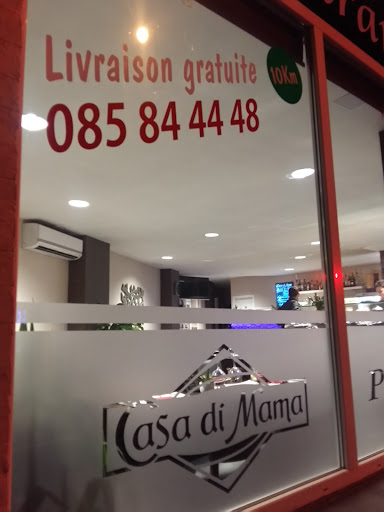 Livraison gratuite
10Km
085 84 44 48
Casa di Mama